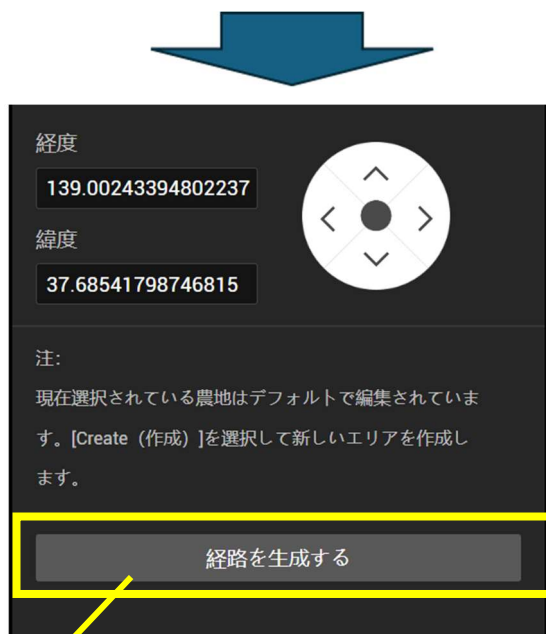 経度
139.00243394802237
緯度
37.68541798746815
注:
現在選択されている農地はデフォルトで編集されていま
す。[Create（作成）]を選択して新しいエリアを作成し
ます。
経路を生成する